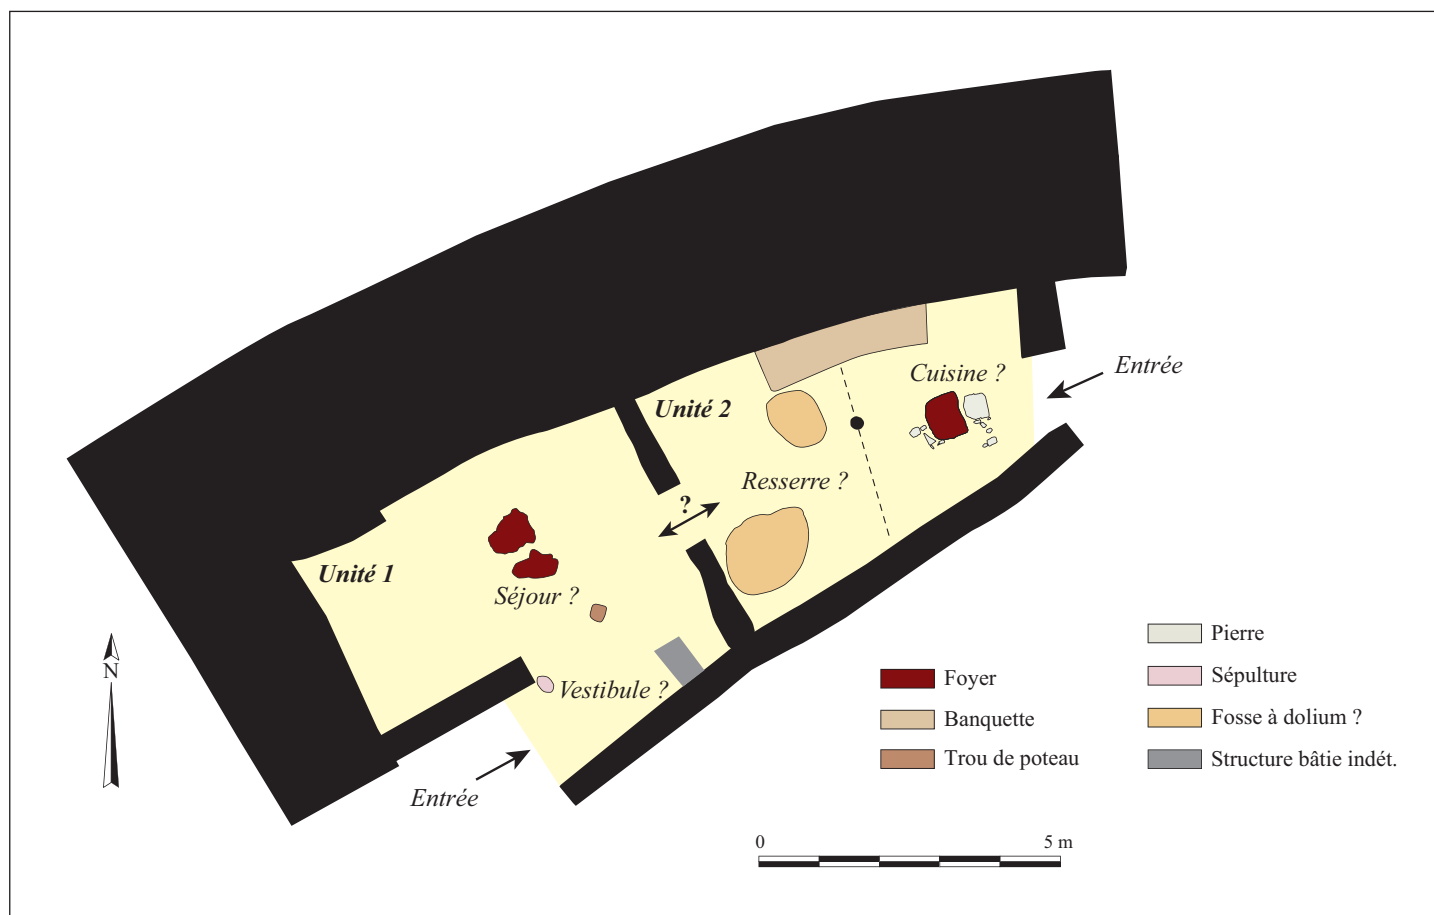 Cuisine ?
Entrée
Unité 2
Resserre ?
?
Unité 1
Séjour ?
Vestibule ?
Entrée
N
Foyer
Banquette
Trou de poteau
Pierre
Sépulture
Fosse à dolium ?
Structure bâtie indét.
0
5 m